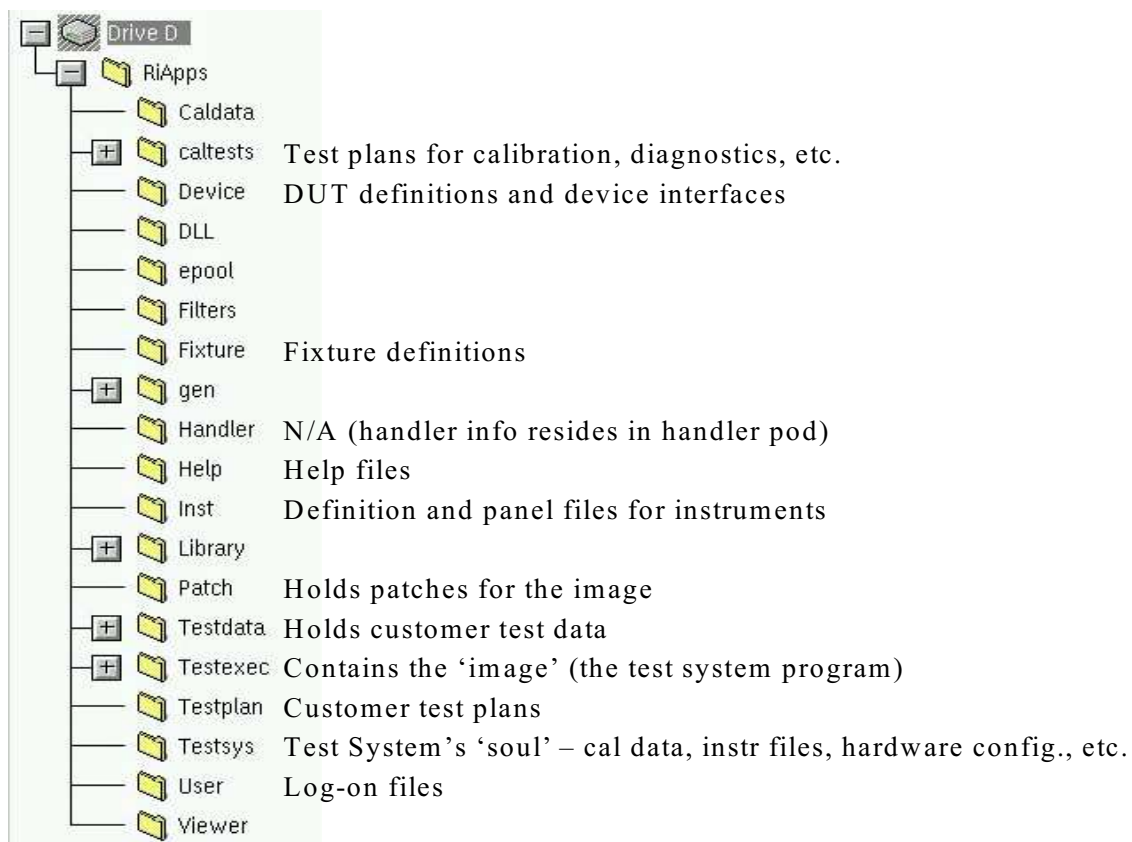 Drive D
RiApps
Caldata
caltests Test plans for calibration, diagnostics, etc.
Device DUT definitions and device interfaces
DLL
epool
Filters
Fixture Fixture definitions
gen
Handler N/A (handler info resides in handler pod)
Help Help files
Inst Definition and panel files for instruments
Library
Patch Holds patches for the image
Testdata Holds customer test data
Testexec Contains the ‘image’ (the test system program)
Testplan Customer test plans
Testsys Test System’s ‘soul’ – cal data, instr files, hardware config., etc.
User Log-on files
Viewer